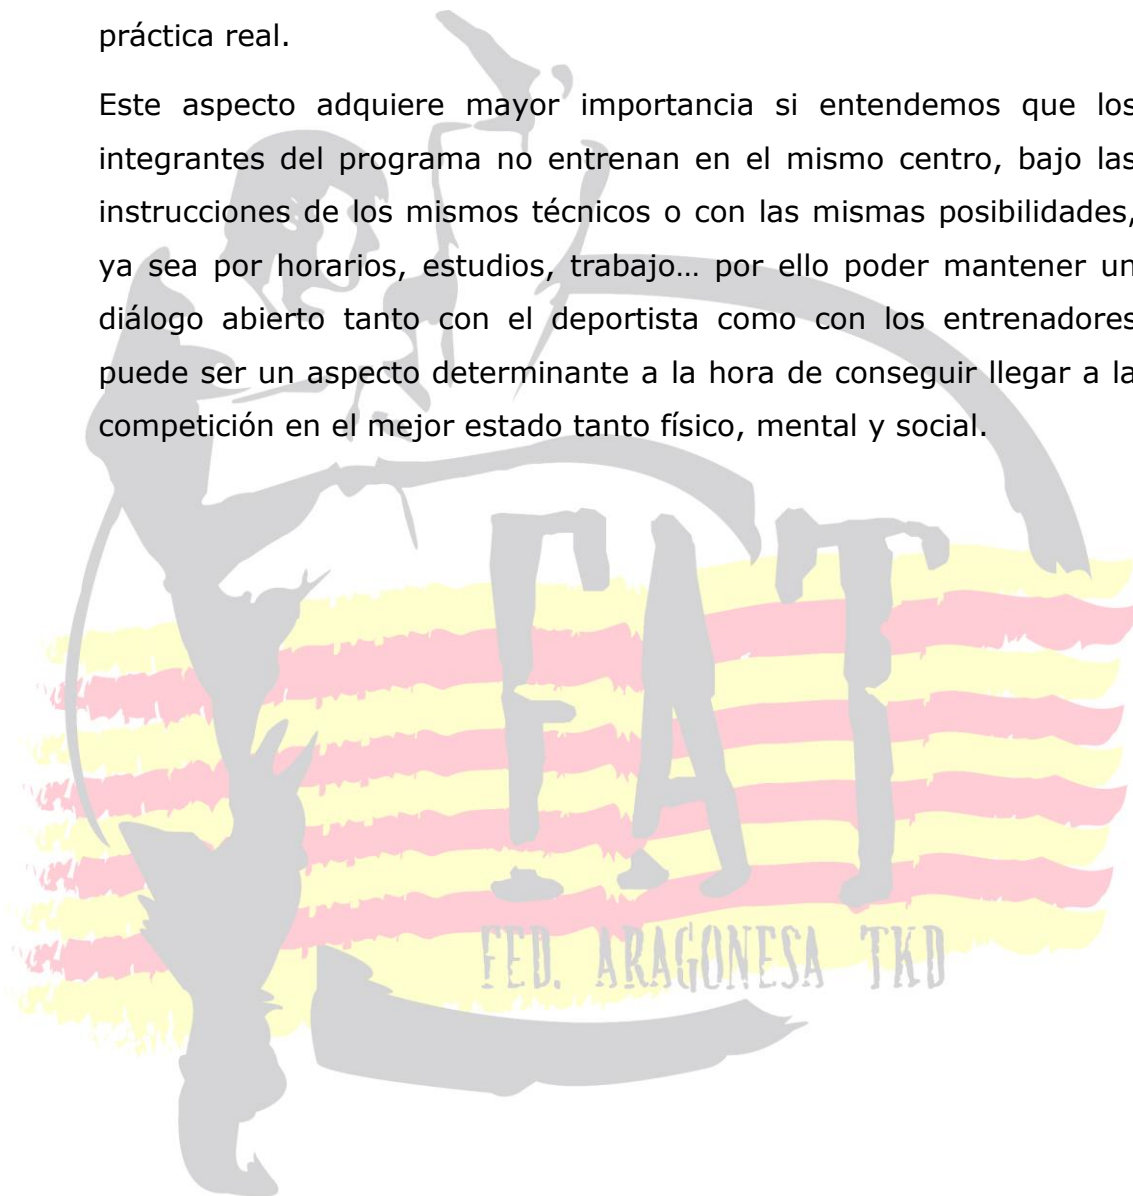 práctica real.
Este aspecto adquiere mayor importancia si entendemos que los
integrantes del programa no entrenan en el mismo centro, bajo las
instrucciones de los mismos técnicos o con las mismas posibilidades,
ya sea por horarios, estudios, trabajo… por ello poder mantener un
diálogo abierto tanto con el deportista como con los entrenadores
puede ser un aspecto determinante a la hora de conseguir llegar a la
competición en el mejor estado tanto físico, mental y social.
FAT
FED. ARAGONESA TKD